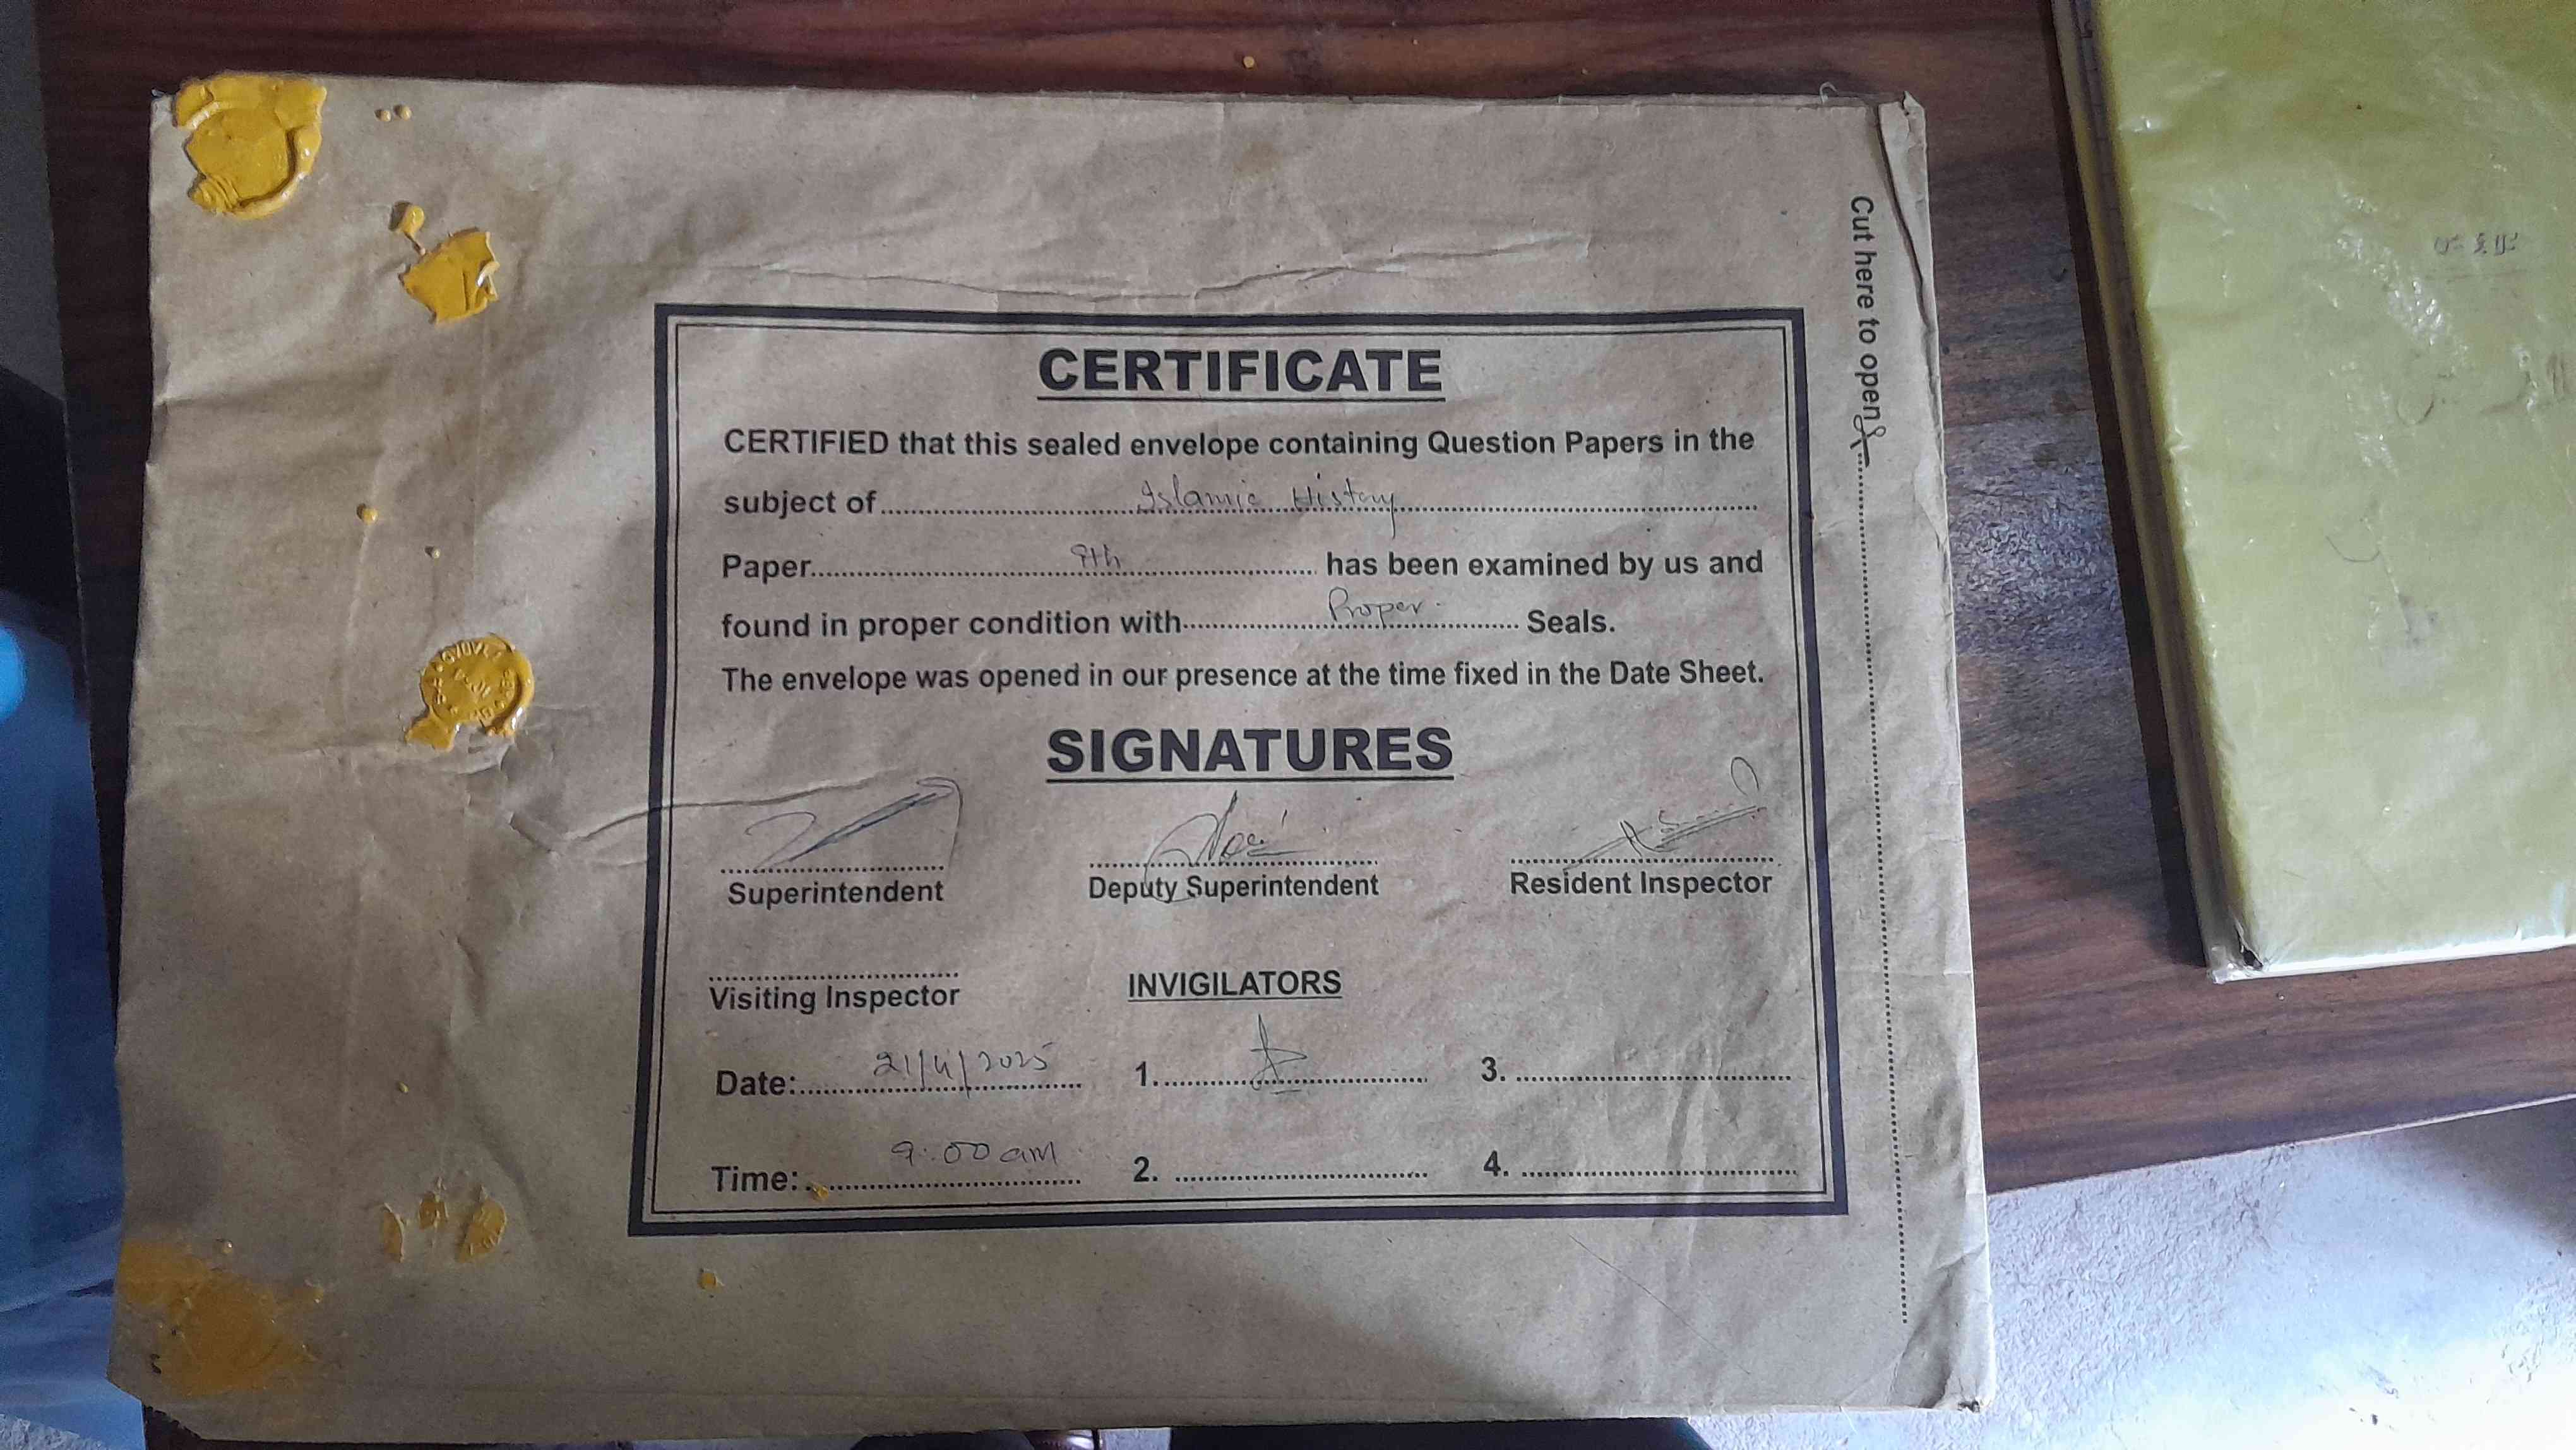 CERTIFICATE
CERTIFIED that this sealed envelope containing Question Papers in the
subject of Islamic History
Paper 9th has been examined by us and
found in proper condition with Proper Seals.
The envelope was opened in our presence at the time fixed in the Date Sheet.
SIGNATURES
Superintendent Deputy Superintendent Resident Inspector
Visiting Inspector INVIGILATORS
Date: 21/4/2025 1. 3.
Time: 9:00 am 2. 4.
Cut here to open